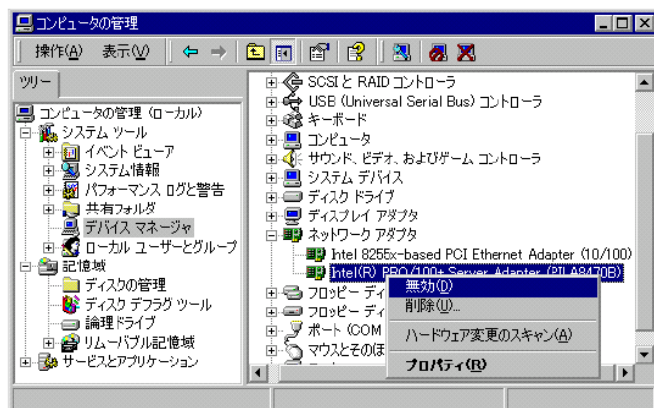 コンピュータの管理
操作(A) 表示(V)
ツリー
コンピュータの管理 (ローカル)
システム ツール
イベント ビューア
システム情報
パフォーマンス ログと警告
共有フォルダ
デバイス マネージャ
ローカル ユーザーとグループ
記憶域
ディスクの管理
ディスク デフラグ ツール
論理ドライブ
リムーバブル記憶域
サービスとアプリケーション
SCSI と RAID コントローラ
USB (Universal Serial Bus) コントローラ
キーボード
コンピュータ
サウンド、ビデオ、およびゲーム コントローラ
システム デバイス
ディスク ドライブ
ディスプレイ アダプタ
ネットワーク アダプタ
Intel 8255x-based PCI Ethernet Adapter (10/100)
Intel(R) PRO/100+ Server Adapter (PILA8470B)
フロッピー ディ
フロッピー ディ
ポート (COM
マウスとそのほ
無効(D)
削除(U)...
ハードウェア変更のスキャン(A)
プロパティ(R)